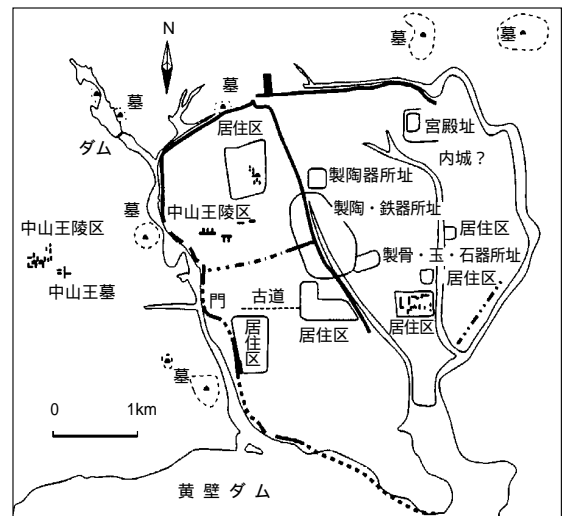 墓
墓
N
墓
墓
ダム
居住区
宮殿址
内城？
製陶器所址
製陶・鉄器所址
中山王陵区
墓
中山王陵区
中山王墓
居住区
製骨・玉・石器所址
居住区
門
古道
居住区
居住区
居住区
墓
0 1km
黄壁ダム